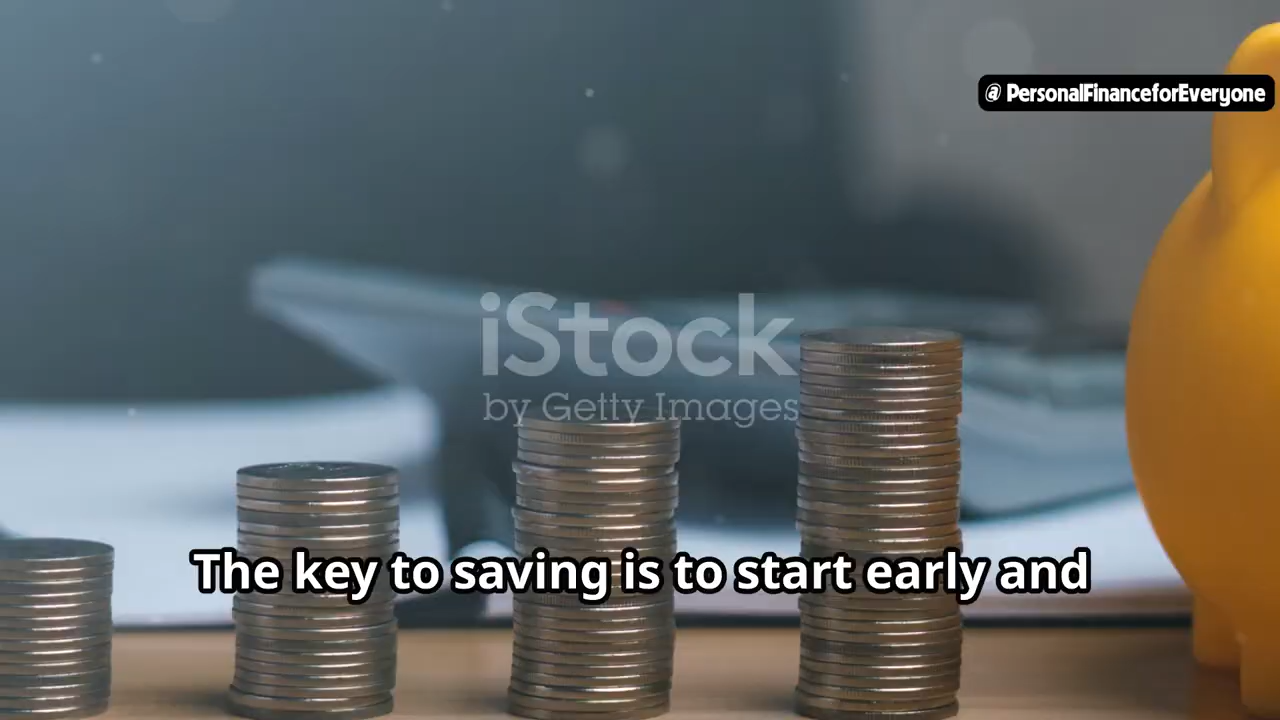 @ PersonalFinanceforEveryone
iStock
by Getty Images
The key to saving is to start early and